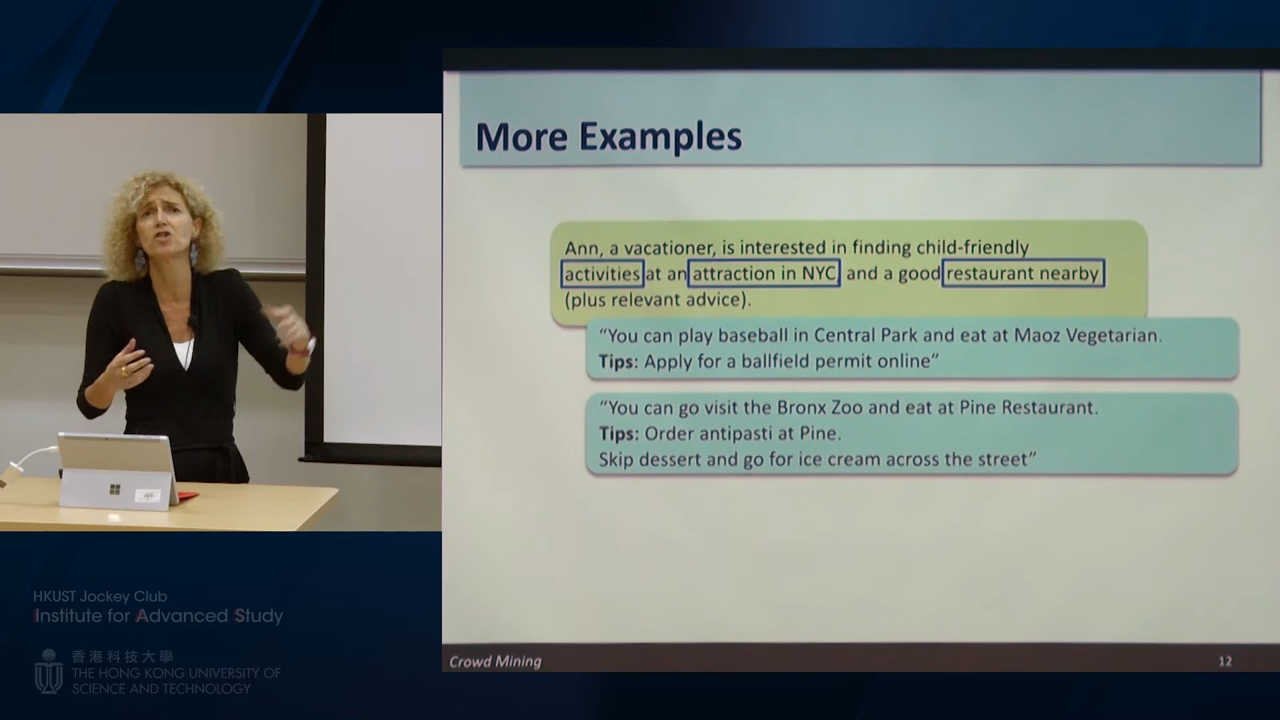 More Examples
Ann, a vacationer, is interested in finding child-friendly
activities at an attraction in NYC, and a good restaurant nearby
(plus relevant advice).
"You can play baseball in Central Park and eat at Maoz Vegetarian.
Tips: Apply for a ballfield permit online"
"You can go visit the Bronx Zoo and eat at Pine Restaurant.
Tips: Order antipasti at Pine.
Skip dessert and go for ice cream across the street"
Crowd Mining
12
HKUST Jockey Club
Institute for Advanced Study
香港科技大學
THE HONG KONG UNIVERSITY OF
SCIENCE AND TECHNOLOGY